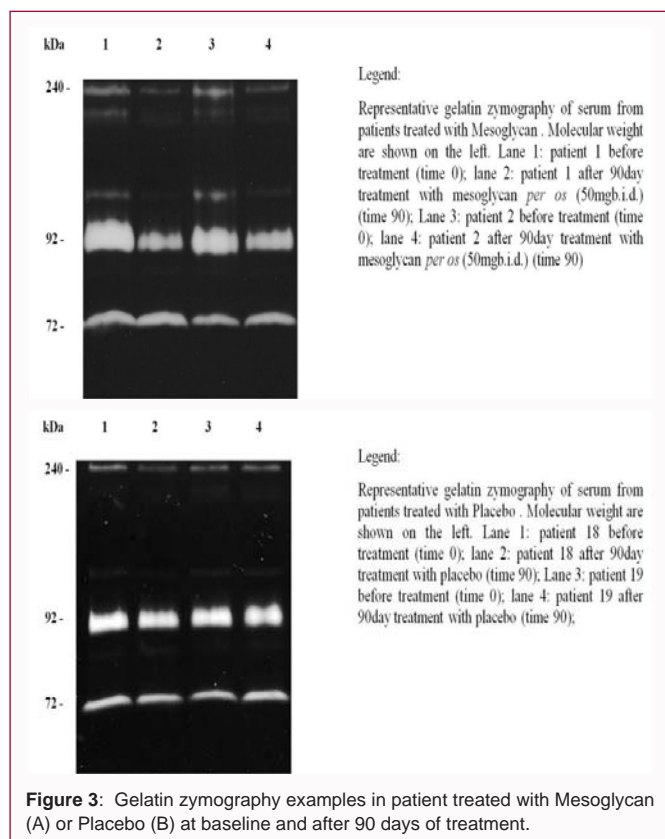 kDa 1 2 3 4
240 -
92 -
72 -
Legend:
Representative gelatin zymography of serum from
patients treated with Mesoglycan . Molecular weight
are shown on the left. Lane 1: patient 1 before
treatment (time 0); lane 2: patient 1 after 90day
treatment with mesoglycan per os (50mgb.i.d.)
(time 90); Lane 3: patient 2 before treatment (time
0); lane 4: patient 2 after 90day treatment with
mesoglycan per os (50mgb.i.d.) (time 90)
kDa 1 2 3 4
240 -
92 -
72 -
Legend:
Representative gelatin zymography of serum from
patients treated with Placebo . Molecular weight are
shown on the left. Lane 1: patient 18 before
treatment (time 0); lane 2: patient 18 after 90day
treatment with placebo (time 90); Lane 3: patient 19
before treatment (time 0); lane 4: patient 19 after
90day treatment with placebo (time 90);
Figure 3: Gelatin zymography examples in patient treated with Mesoglycan
(A) or Placebo (B) at baseline and after 90 days of treatment.